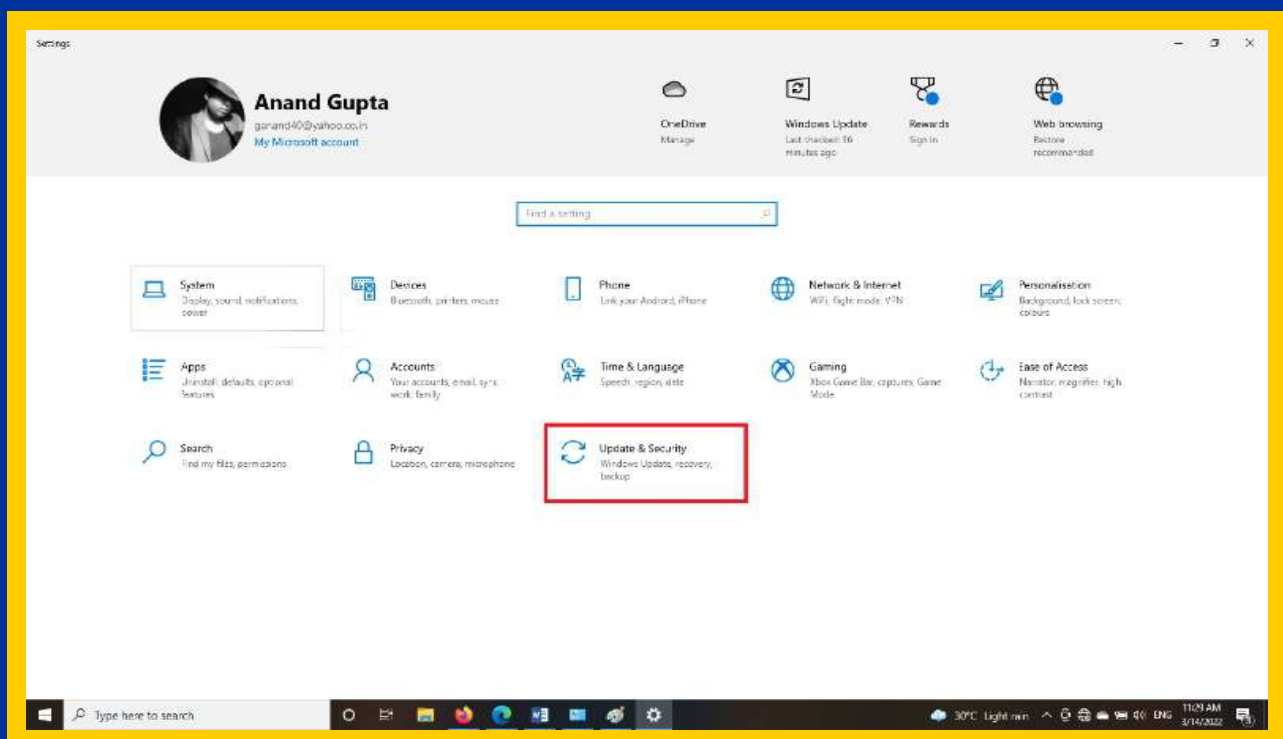 Settings
Anand Gupta
ganand40@yahoo.co.in
My Microsoft account
OneDrive
Manage
Windows Update
Last checked: 36
minutes ago
Rewards
Sign in
Web browsing
Restore
recommended
Find a setting
System
Display, sound, notifications,
power
Devices
Bluetooth, printers, mouse
Phone
Link your Android, iPhone
Network & Internet
WiFi, flight mode, VPN
Personalisation
Background, lock screen,
colours
Apps
Uninstall, defaults, optional
features
Accounts
Your accounts, email, sync,
work, family
Time & Language
Speech, region, date
Gaming
Xbox Game Bar, captures, Game
Mode
Ease of Access
Narrator, magnifier, high
contrast
Search
Find my files, permissions
Privacy
Location, camera, microphone
Update & Security
Windows Update, recovery,
backup
Type here to search
30°C Light rain
ENG
11:29 AM
3/14/2022